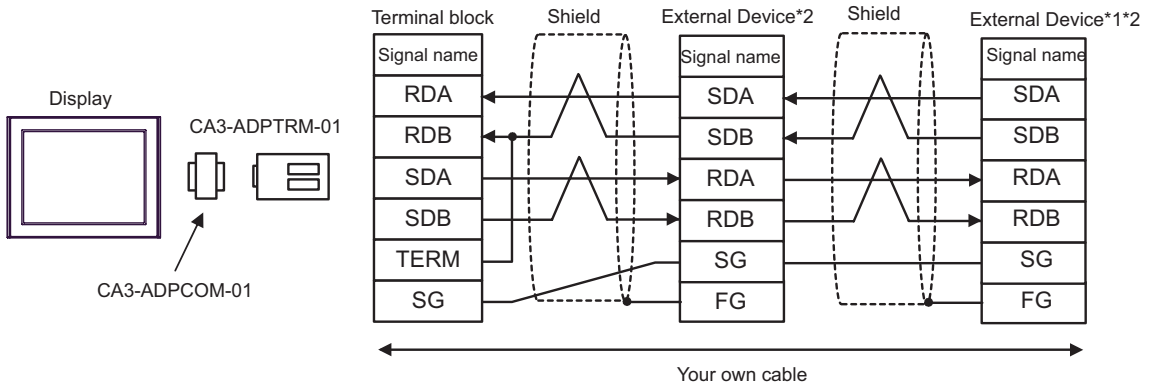 Display
CA3-ADPTRM-01
CA3-ADPCOM-01
Terminal block
Signal name
RDA
RDB
SDA
SDB
TERM
SG
Shield
External Device*2
Signal name
SDA
SDB
RDA
RDB
SG
FG
Shield
External Device*1*2
Signal name
SDA
SDB
RDA
RDB
SG
FG
Your own cable